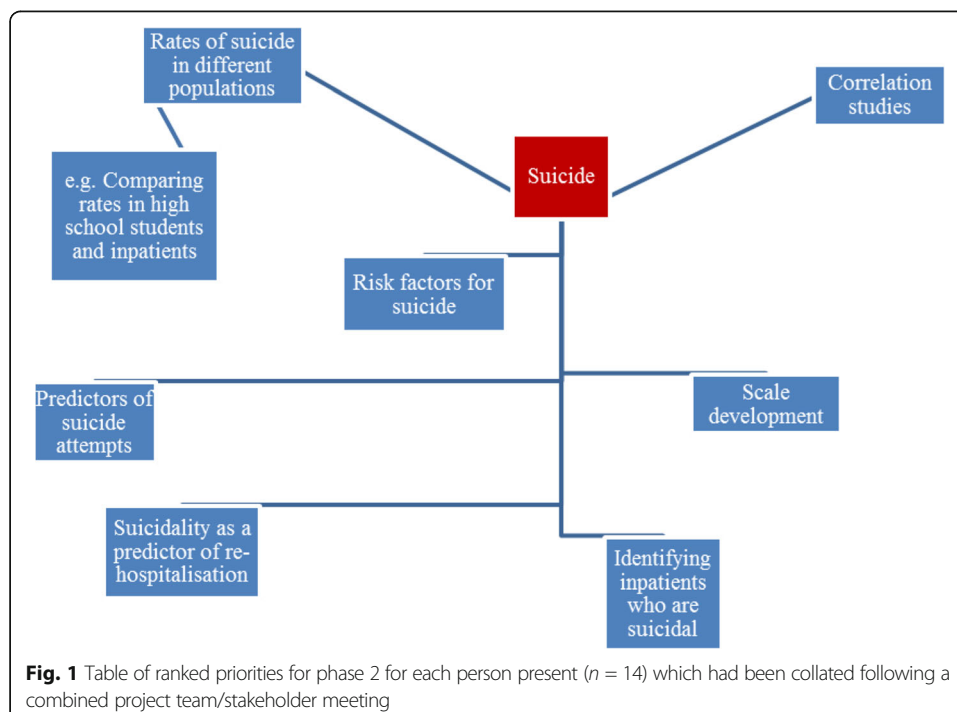 Rates of suicide
in different
populations
Correlation
studies
e.g. Comparing
rates in high
school students
and inpatients
Suicide
Risk factors for
suicide
Predictors of
suicide
attempts
Scale
development
Suicidality as a
predictor of re-
hospitalisation
Identifying
inpatients
who are
suicidal
Fig. 1 Table of ranked priorities for phase 2 for each person present (n = 14) which had been collated following a
combined project team/stakeholder meeting